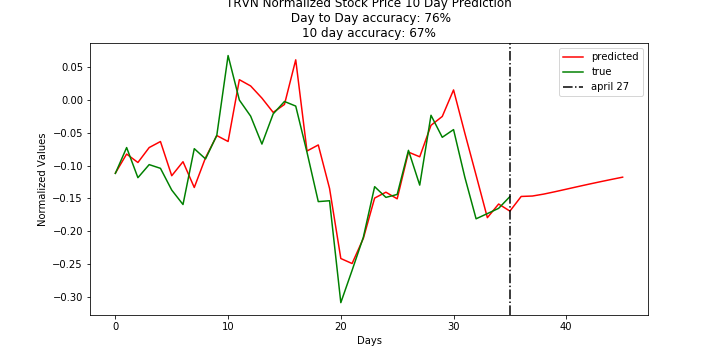 TRVN Normalized Stock Price 10 Day Prediction
Day to Day accuracy: 76%
10 day accuracy: 67%
predicted
true
april 27
Normalized Values
0.05
0.00
−0.05
−0.10
−0.15
−0.20
−0.25
−0.30
0
10
20
30
40
Days